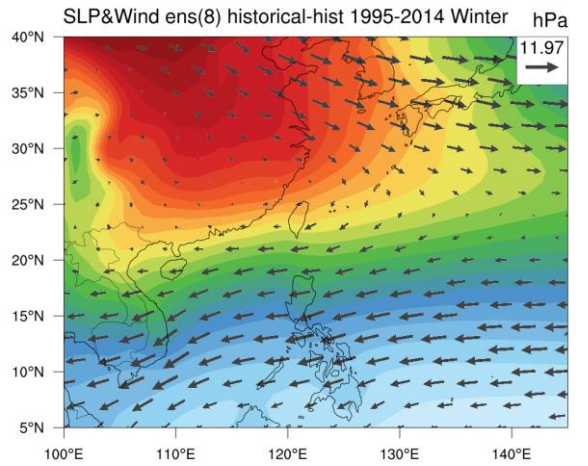 SLP&Wind ens(8) historical-hist 1995-2014 Winter hPa
11.97
40°N
35°N
30°N
25°N
20°N
15°N
10°N
5°N
100°E 110°E 120°E 130°E 140°E